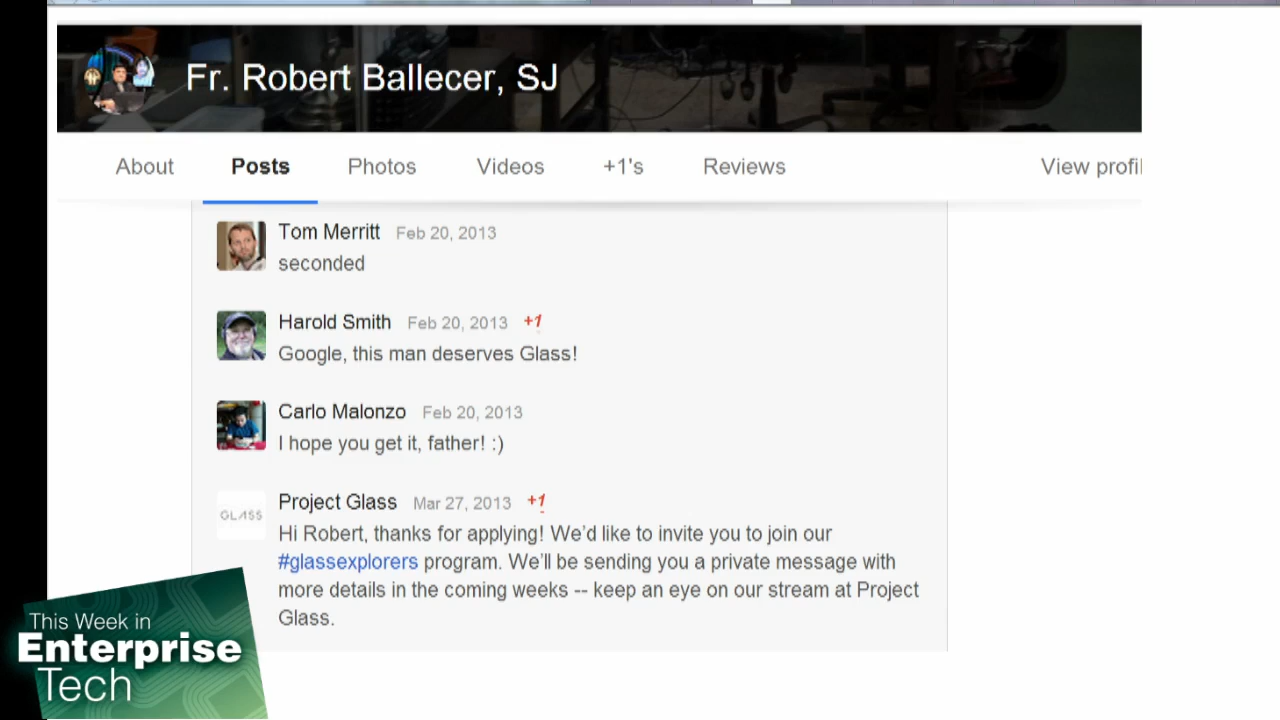 Fr. Robert Ballecer, SJ
About Posts Photos Videos +1's Reviews View profil
Tom Merritt Feb 20, 2013
seconded
Harold Smith Feb 20, 2013 +1
Google, this man deserves Glass!
Carlo Malonzo Feb 20, 2013
I hope you get it, father! :)
GLASS
Project Glass Mar 27, 2013 +1
Hi Robert, thanks for applying! We'd like to invite you to join our
#glassexplorers program. We'll be sending you a private message with
more details in the coming weeks -- keep an eye on our stream at Project
Glass.
This Week in
Enterprise
Tech